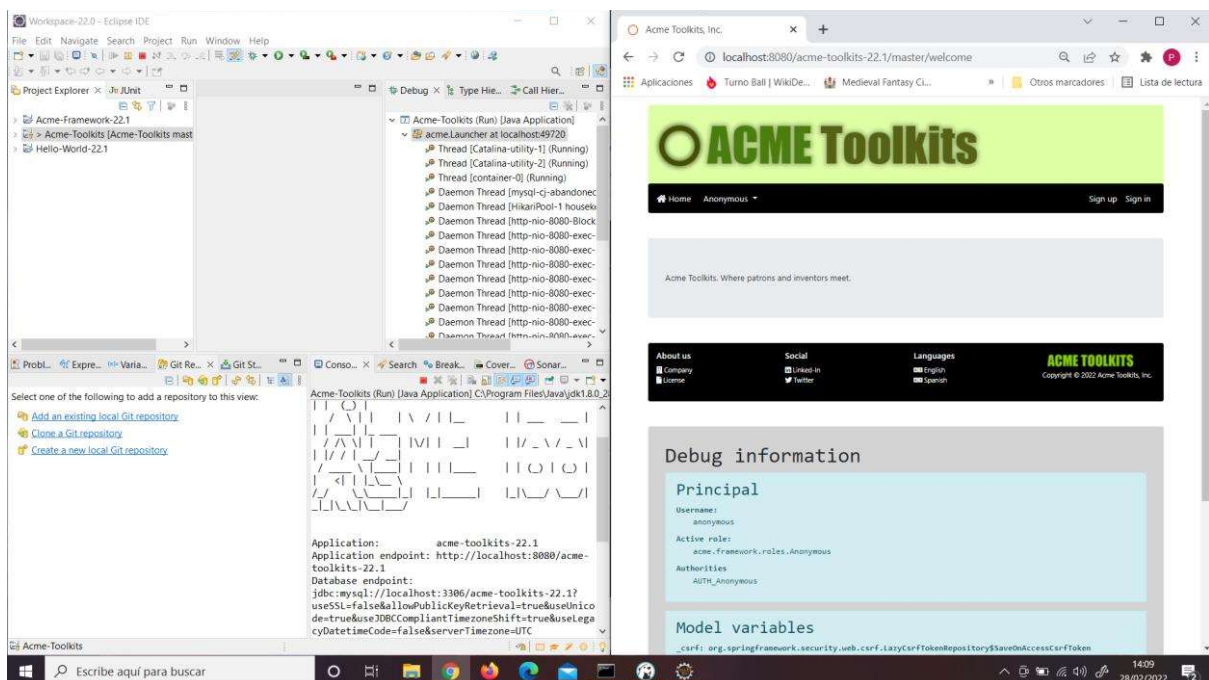 Workspace-22.0 - Eclipse IDE
File Edit Navigate Search Project Run Window Help
Project Explorer JUnit
Acme-Framework-22.1
> Acme-Toolkits [Acme-Toolkits mast
Hello-World-22.1
Debug Type Hie... Call Hier...
Acme-Toolkits (Run) [Java Application]
acme.Launcher at localhost:49720
Thread [Catalina-utility-1] (Running)
Thread [Catalina-utility-2] (Running)
Thread [container-0] (Running)
Daemon Thread [mysql-cj-abandonec
Daemon Thread [HikariPool-1 houseke
Daemon Thread [http-nio-8080-Block
Daemon Thread [http-nio-8080-exec-
Daemon Thread [http-nio-8080-exec-
Daemon Thread [http-nio-8080-exec-
Daemon Thread [http-nio-8080-exec-
Daemon Thread [http-nio-8080-exec-
Daemon Thread [http-nio-8080-exec-
Daemon Thread [http-nio-8080-exec-
Probl... Expre... Varia... Git Re... Git St...
Select one of the following to add a repository to this view:
Add an existing local Git repository
Clone a Git repository
Create a new local Git repository
Conso... Search Break... Cover... Sonar...
Acme-Toolkits (Run) [Java Application] C:\Program Files\Java\jdk1.8.0_2
Application: acme-toolkits-22.1
Application endpoint: http://localhost:8080/acme-
toolkits-22.1
Database endpoint:
jdbc:mysql://localhost:3306/acme-toolkits-22.1?
useSSL=false&allowPublicKeyRetrieval=true&useUnico
de=true&useJDBCCompliantTimezoneShift=true&useLega
cyDatetimeCode=false&serverTimezone=UTC
Acme-Toolkits
Acme Toolkits, Inc.
localhost:8080/acme-toolkits-22.1/master/welcome
P
Aplicaciones Turno Ball | WikiDe... Medieval Fantasy Ci... » Otros marcadores Lista de lectura
ACME Toolkits
Home Anonymous Sign up Sign in
Acme Toolkits. Where patrons and inventors meet.
About us Social Languages ACME TOOLKITS
Company Linked-In English Copyright © 2022 Acme Toolkits, Inc.
License Twitter Spanish
Debug information
Principal
Username:
anonymous
Active role:
acme.framework.roles.Anonymous
Authorities
AUTH_Anonymous
Model variables
_csrf: org.springframework.security.web.csrf.LazyCsrfTokenRepository$SaveOnAccessCsrfToken
Escribe aquí para buscar
14:09
28/02/2022